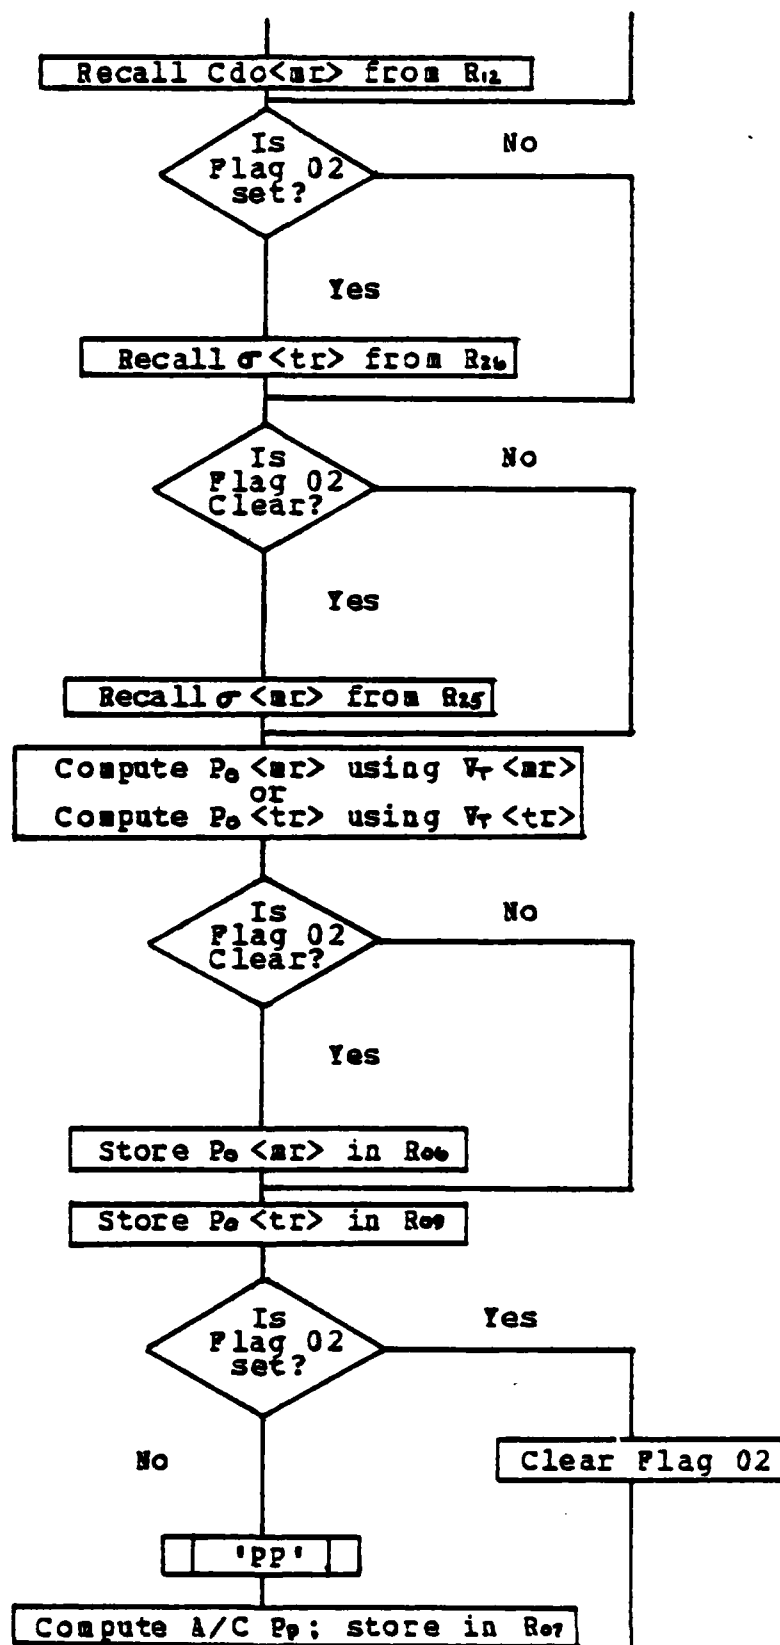 Recall Cdo<mr> from R12
Is
Flag 02
set?
No
Yes
Recall σ<tr> from R26
Is
Flag 02
Clear?
No
Yes
Recall σ<mr> from R25
Compute Po<mr> using VT<mr>
or
Compute Po<tr> using VT<tr>
Is
Flag 02
Clear?
No
Yes
Store Po<mr> in R06
Store Po<tr> in R09
Is
Flag 02
set?
Yes
No
Clear Flag 02
'PP'
Compute A/C Pp; store in R07